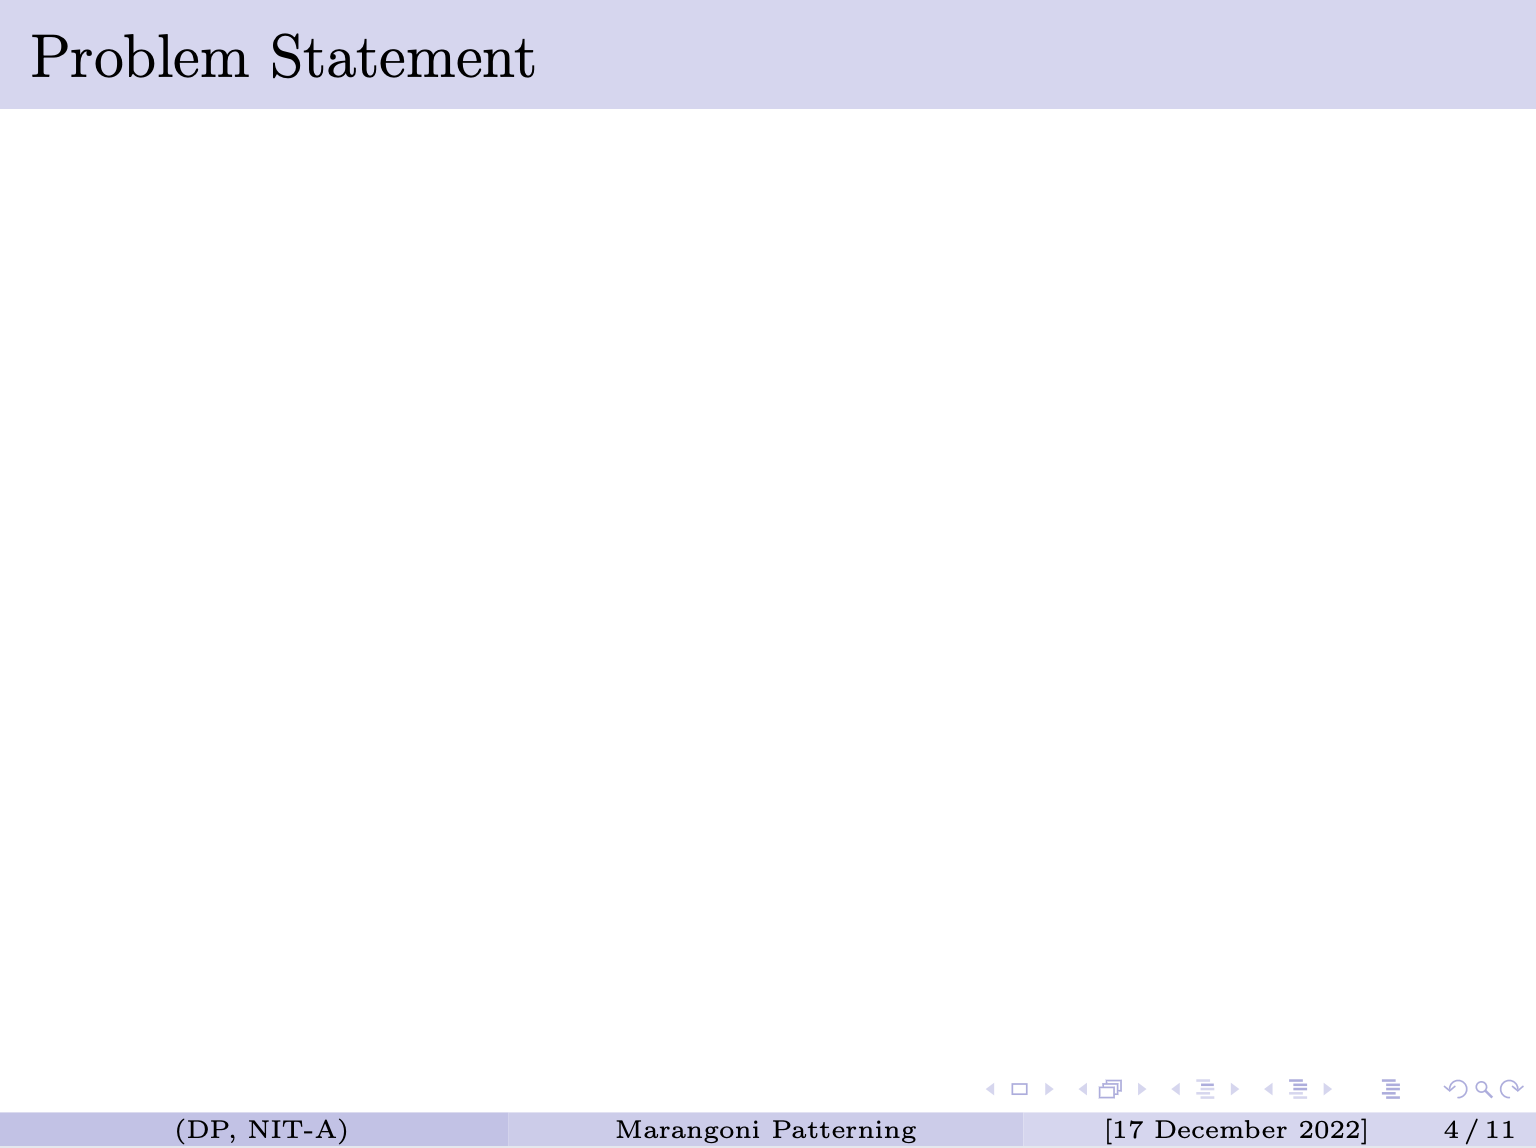 Problem Statement
(DP, NIT-A) Marangoni Patterning [17 December 2022] 4 / 11